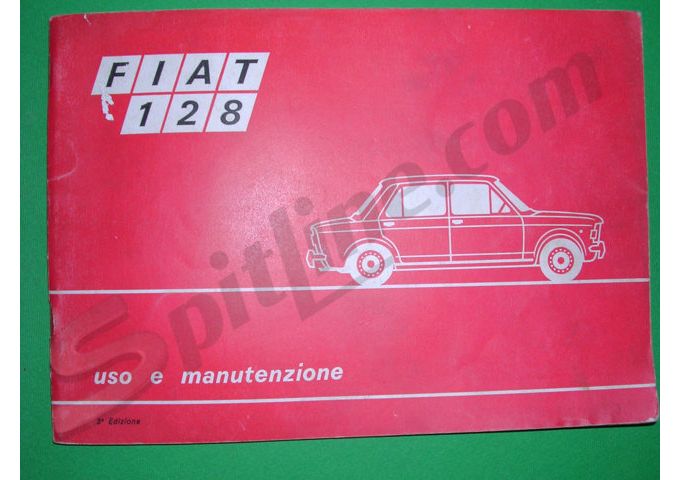 FIAT
128
SpitLine.com
uso e manutenzione
3ª Edizione